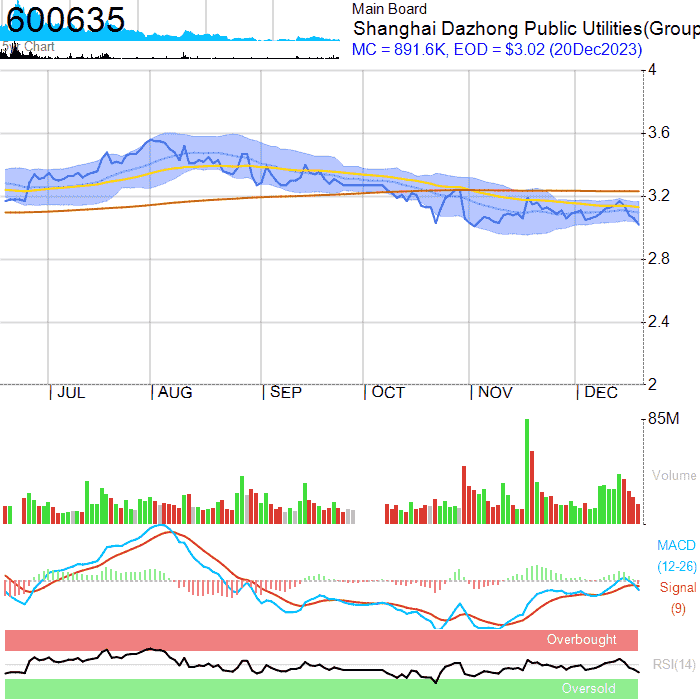 600635
5yr Chart
Main Board
Shanghai Dazhong Public Utilities(Group
MC = 891.6K, EOD = $3.02 (20Dec2023)
4
3.6
3.2
2.8
2.4
2
| JUL | AUG | SEP | OCT | NOV | DEC
85M
Volume
MACD
(12-26)
Signal
(9)
Overbought
RSI(14)
Oversold